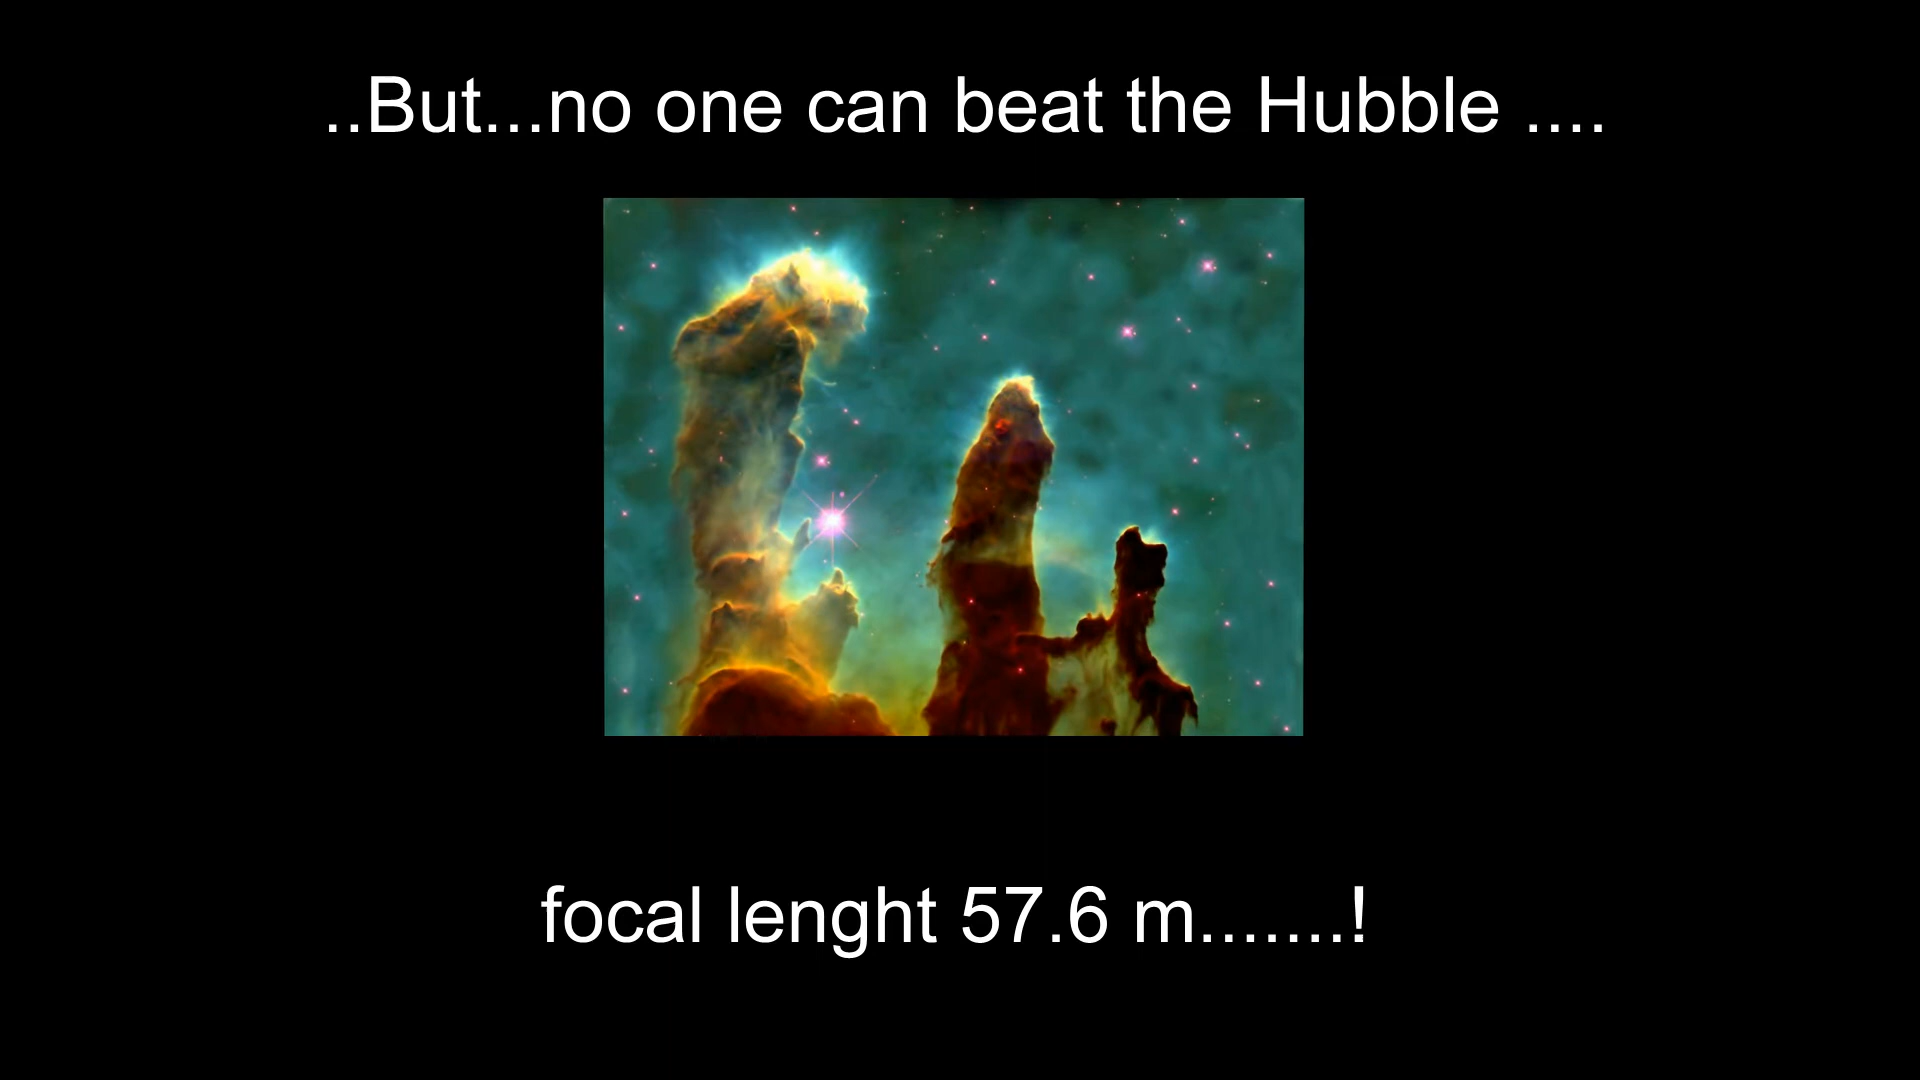 ..But...no one can beat the Hubble ....
focal lenght 57.6 m.......!